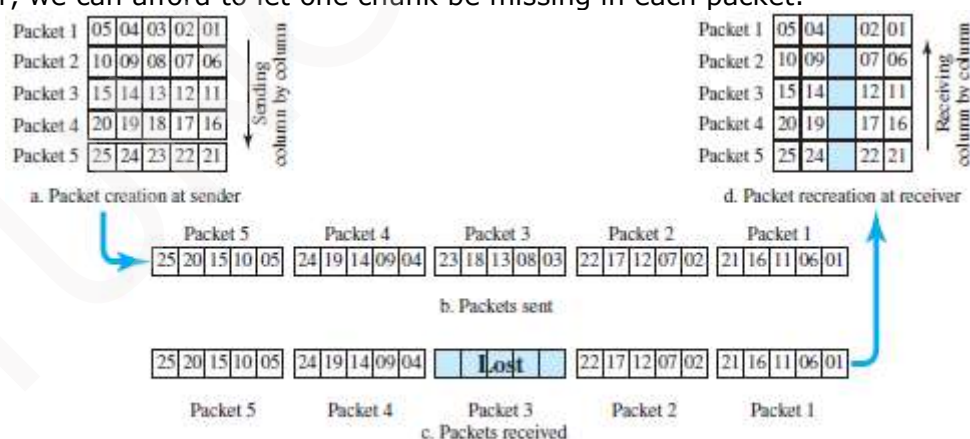 r, we can afford to let one chunk be missing in each packet.
Packet 1 05 04 03 02 01
Packet 2 10 09 08 07 06
Packet 3 15 14 13 12 11
Packet 4 20 19 18 17 16
Packet 5 25 24 23 22 21
Sending
column by column
a. Packet creation at sender
Packet 1 05 04 02 01
Packet 2 10 09 07 06
Packet 3 15 14 12 11
Packet 4 20 19 17 16
Packet 5 25 24 22 21
Receiving
column by column
d. Packet recreation at receiver
Packet 5 Packet 4 Packet 3 Packet 2 Packet 1
25 20 15 10 05 24 19 14 09 04 23 18 13 08 03 22 17 12 07 02 21 16 11 06 01
b. Packets sent
25 20 15 10 05 24 19 14 09 04 Lost 22 17 12 07 02 21 16 11 06 01
Packet 5 Packet 4 Packet 3 Packet 2 Packet 1
c. Packets received